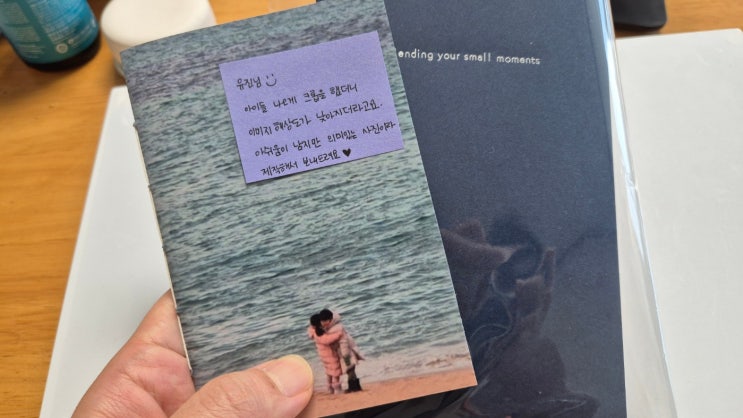 유진님
아이들 나오게 크롭을 했더니
이미지 해상도가 낮아지더라고요..
아쉬움이 남지만 의미있는 사진이라
제작해서 보내드려요 ♥
ending your small moments